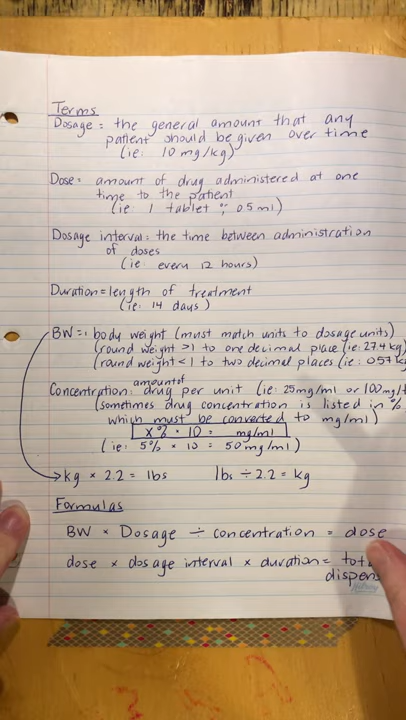 Terms
Dosage = the general amount that any
patient should be given over time
(ie: 10 mg/kg)
Dose = amount of drug administered at one
time to the patient
(ie: 1 tablet or 0.5 ml)
Dosage interval = the time between administration
of doses
(ie: every 12 hours)
Duration = length of treatment
(ie: 14 days)
BW = body weight (must match units to dosage units)
(round weight >1 to one decimal place (ie: 27.4 kg)
(round weight <1 to two decimal places (ie: 0.57 kg
Concentration: amount of drug per unit (ie: 25mg/ml or 100mg/
(sometimes drug concentration is listed in %
which must be converted to mg/ml)
X % × 10 = mg/ml
(ie: 5% × 10 = 50 mg/ml)
kg × 2.2 = lbs lbs ÷ 2.2 = kg
Formulas
BW × Dosage ÷ concentration = dose
dose × dosage interval × duration =